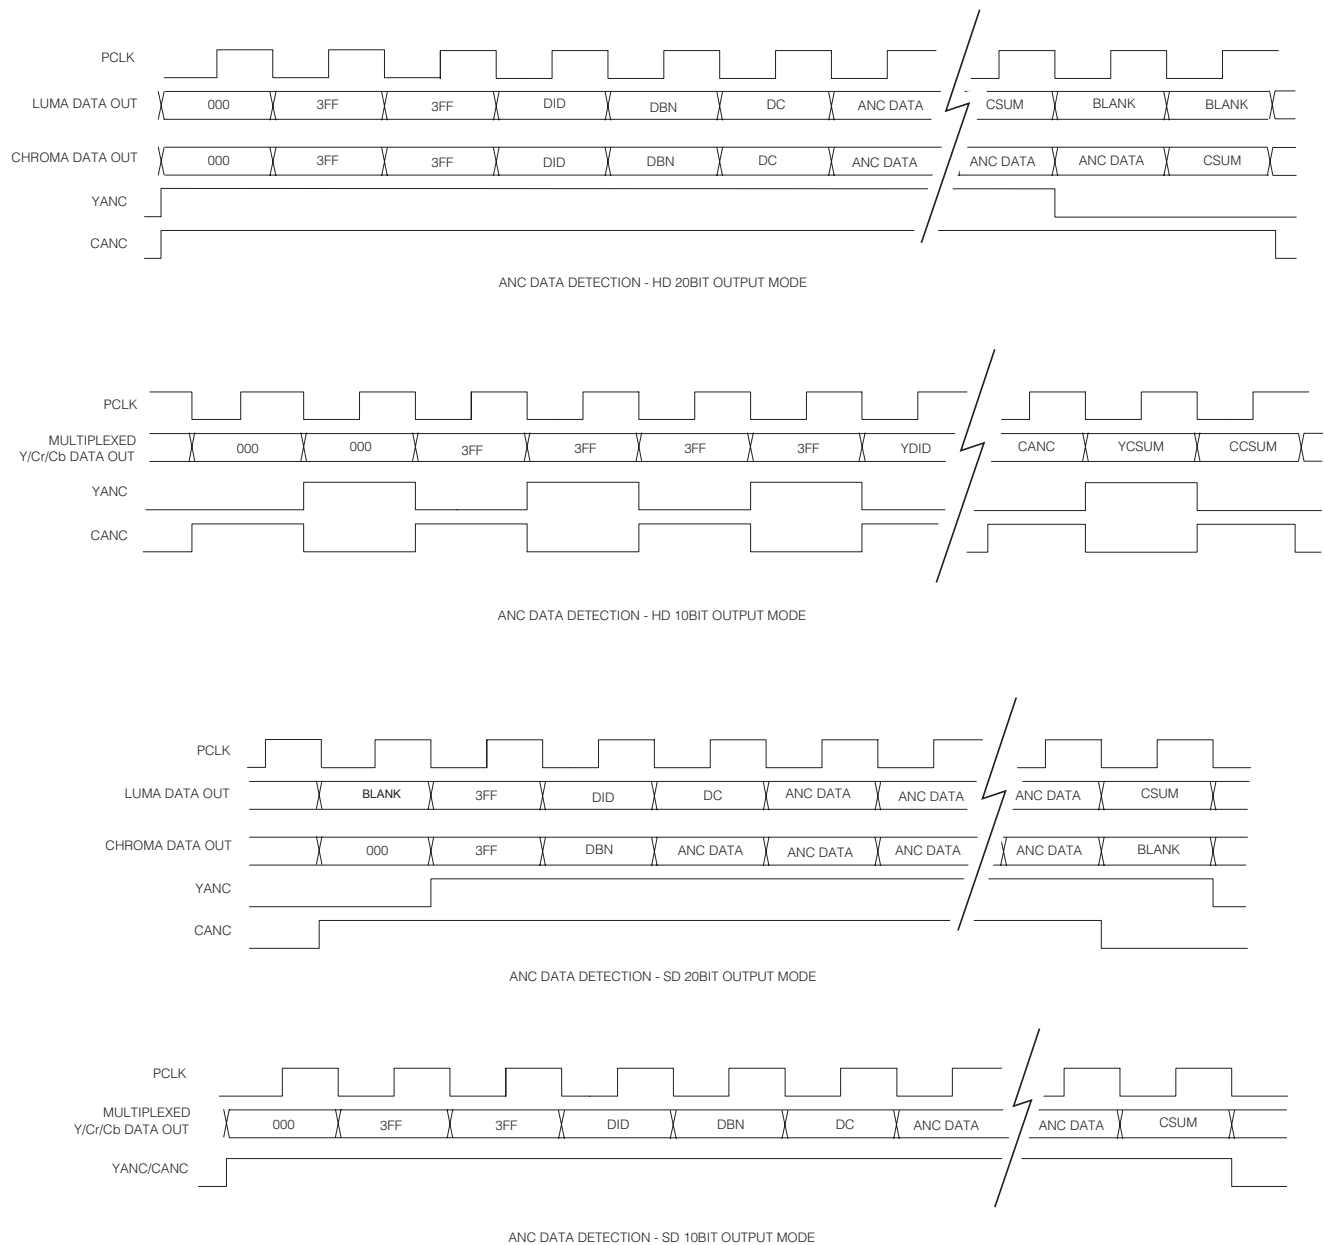 PCLK
LUMA DATA OUT 000 3FF 3FF DID DBN DC ANC DATA CSUM BLANK BLANK
CHROMA DATA OUT 000 3FF 3FF DID DBN DC ANC DATA ANC DATA ANC DATA CSUM
YANC
CANC
ANC DATA DETECTION - HD 20BIT OUTPUT MODE
PCLK
MULTIPLEXED
Y/Cr/Cb DATA OUT 000 000 3FF 3FF 3FF 3FF YDID CANC YCSUM CCSUM
YANC
CANC
ANC DATA DETECTION - HD 10BIT OUTPUT MODE
PCLK
LUMA DATA OUT BLANK 3FF DID DC ANC DATA ANC DATA ANC DATA CSUM
CHROMA DATA OUT 000 3FF DBN ANC DATA ANC DATA ANC DATA ANC DATA BLANK
YANC
CANC
ANC DATA DETECTION - SD 20BIT OUTPUT MODE
PCLK
MULTIPLEXED
Y/Cr/Cb DATA OUT 000 3FF 3FF DID DBN DC ANC DATA ANC DATA CSUM
YANC/CANC
ANC DATA DETECTION - SD 10BIT OUTPUT MODE